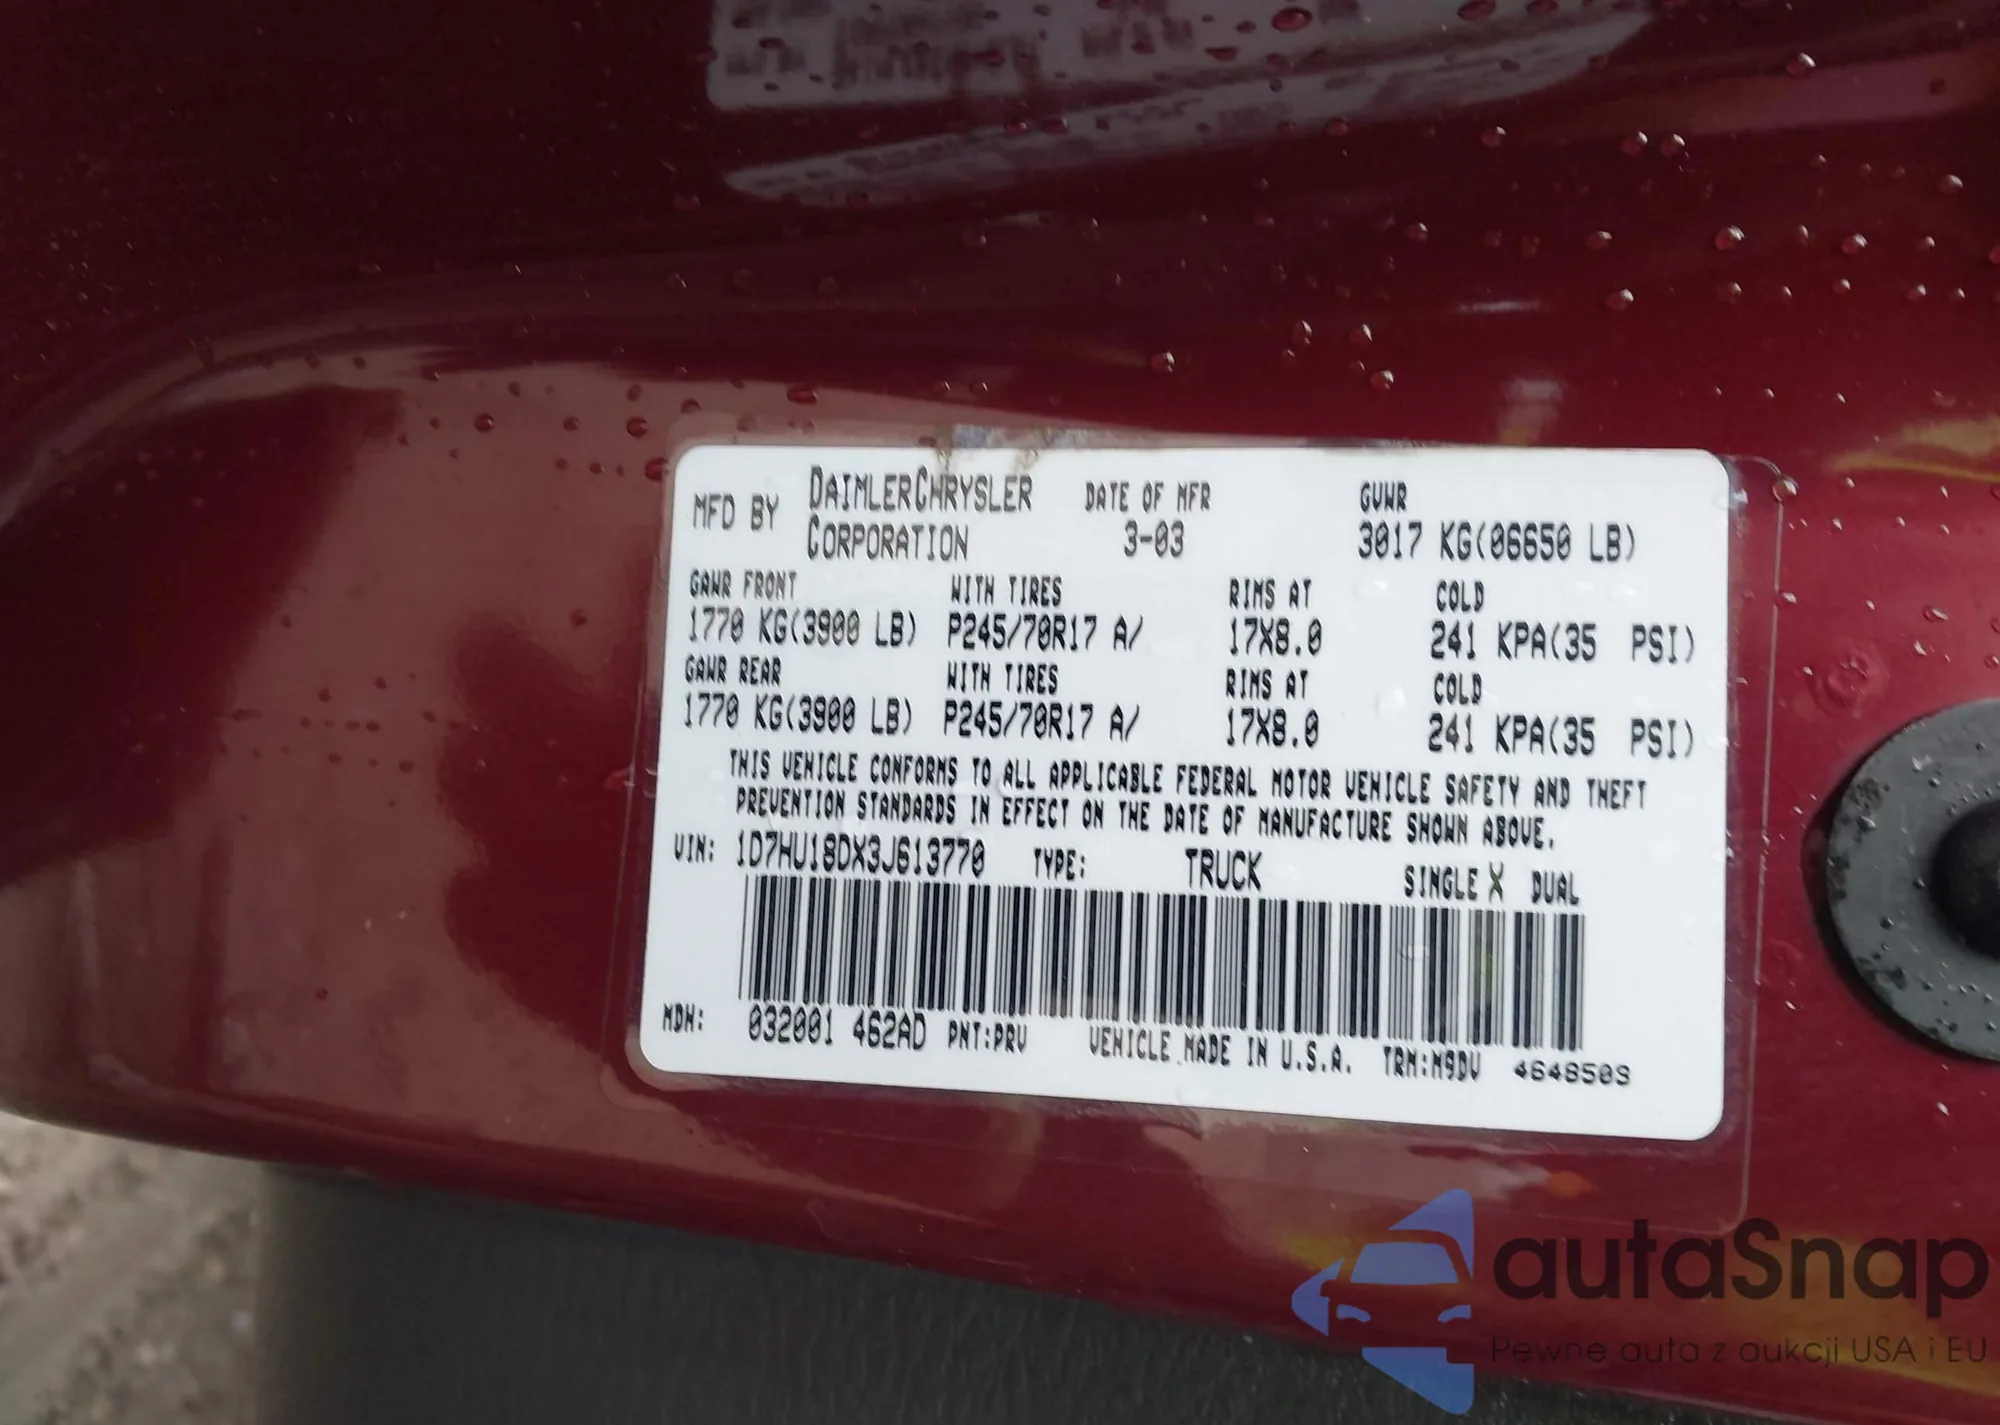 MFD BY DAIMLERCHRYSLER CORPORATION DATE OF MFR 3-03 GVWR 3017 KG(06650 LB)
GAWR FRONT WITH TIRES RIMS AT COLD
1770 KG(3900 LB) P245/70R17 A/ 17X8.0 241 KPA(35 PSI)
GAWR REAR WITH TIRES RIMS AT COLD
1770 KG(3900 LB) P245/70R17 A/ 17X8.0 241 KPA(35 PSI)
THIS VEHICLE CONFORMS TO ALL APPLICABLE FEDERAL MOTOR VEHICLE SAFETY AND THEFT
PREVENTION STANDARDS IN EFFECT ON THE DATE OF MANUFACTURE SHOWN ABOVE.
VIN: 1D7HU18DX3J613770 TYPE: TRUCK SINGLE X DUAL
MDH: 032001 462AD PNT:PRV VEHICLE MADE IN U.S.A. TRM:M9DV 4648509
autaSnap
Pewne auta z aukcji USA i EU